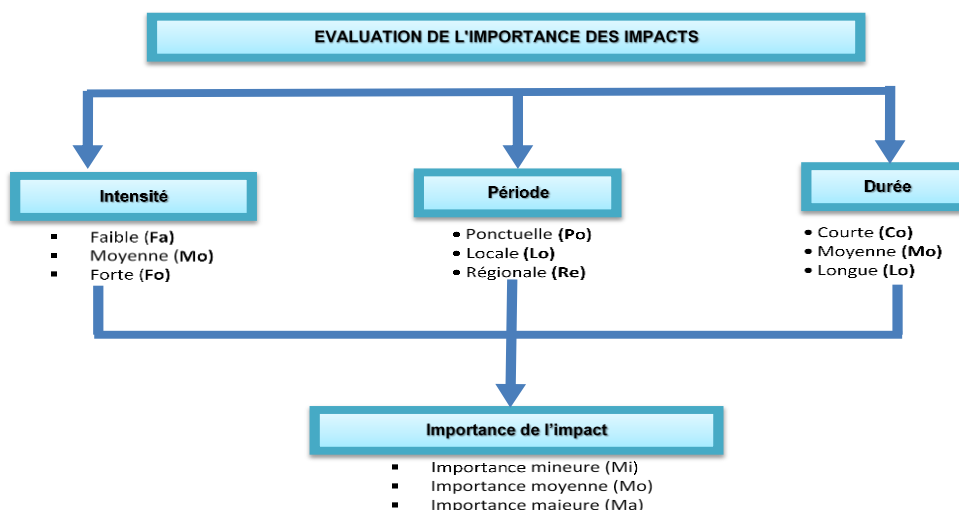 EVALUATION DE L'IMPORTANCE DES IMPACTS
Intensité
▪ Faible (Fa)
▪ Moyenne (Mo)
▪ Forte (Fo)
Période
• Ponctuelle (Po)
• Locale (Lo)
• Régionale (Re)
Durée
• Courte (Co)
• Moyenne (Mo)
• Longue (Lo)
Importance de l’impact
▪ Importance mineure (Mi)
▪ Importance moyenne (Mo)
▪ Importance majeure (Ma)